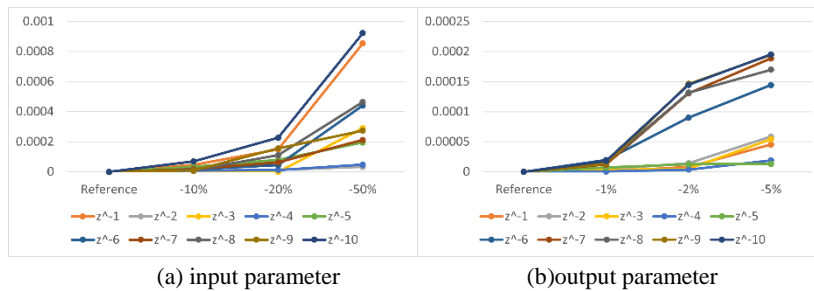 0.001
0.0008
0.0006
0.0004
0.0002
0
Reference -10% -20% -50%
z^-1 z^-2 z^-3 z^-4 z^-5
z^-6 z^-7 z^-8 z^-9 z^-10
(a) input parameter
0.00025
0.0002
0.00015
0.0001
0.00005
0
Reference -1% -2% -5%
z^-1 z^-2 z^-3 z^-4 z^-5
z^-6 z^-7 z^-8 z^-9 z^-10
(b)output parameter